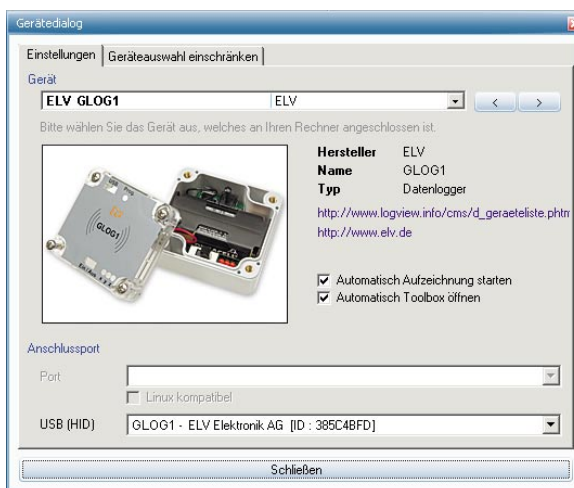 Gerätedialog
Einstellungen Geräteauswahl einschränken
Gerät
ELV GLOG1 ELV < >
Bitte wählen Sie das Gerät aus, welches an Ihren Rechner angeschlossen ist.
Hersteller ELV
Name GLOG1
Typ Datenlogger
http://www.logview.info/cms/d_geraeteliste.phtm
http://www.elv.de
GLOG1
Automatisch Aufzeichnung starten
Automatisch Toolbox öffnen
Anschlussport
Port
Linux kompatibel
USB (HID) GLOG1 - ELV Elektronik AG [ID : 385C4BFD]
Schließen